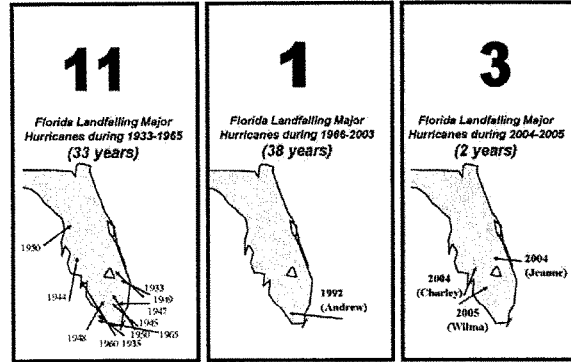 11
Florida Landfalling Major
Hurricanes during 1933-1965
(33 years)
1950
1944
1933
1949
1947
1945
1950
1965
1948
1960
1935
1
Florida Landfalling Major
Hurricanes during 1966-2003
(38 years)
1992
(Andrew)
3
Florida Landfalling Major
Hurricanes during 2004-2005
(2 years)
2004
(Jeanne)
2004
(Charley)
2005
(Wilma)